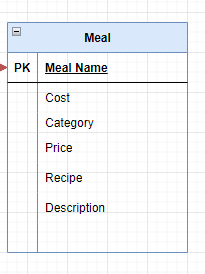 Meal
PK Meal Name
Cost
Category
Price
Recipe
Description